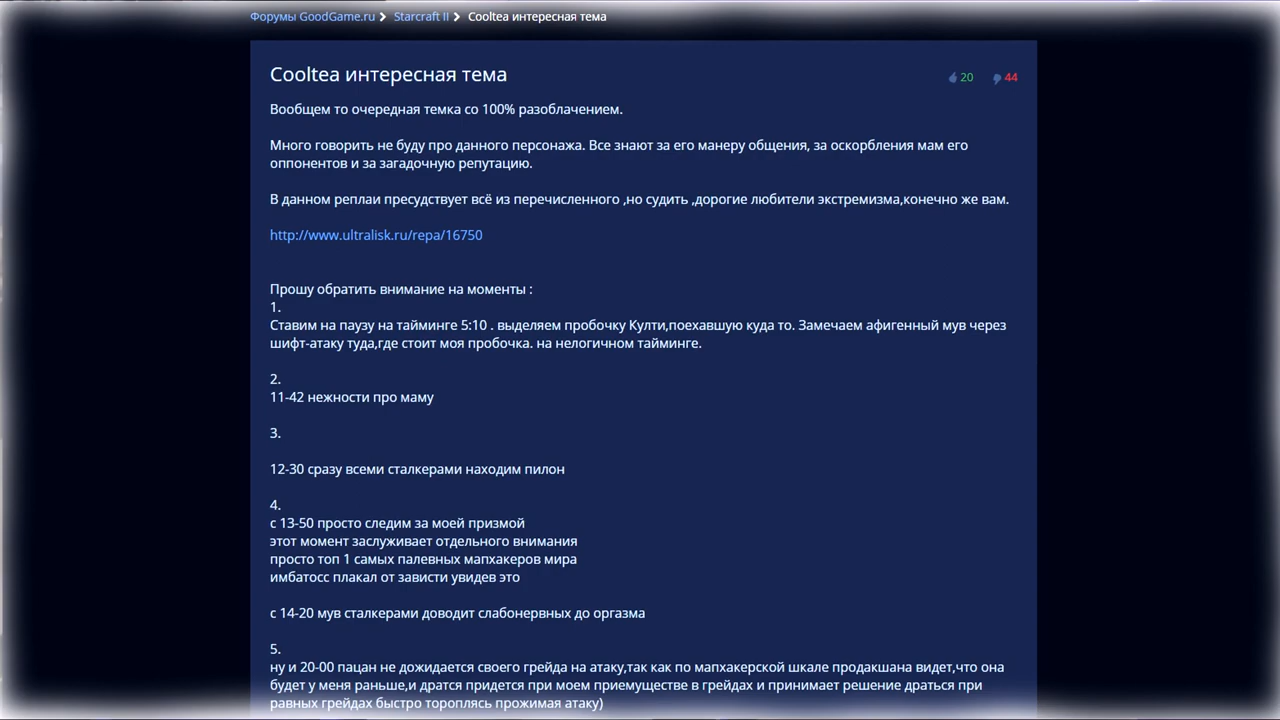 Форумы GoodGame.ru > Starcraft II > Cooltea интересная тема
Cooltea интересная тема
20 44
Вообщем то очередная темка со 100% разоблачением.
Много говорить не буду про данного персонажа. Все знают за его манеру общения, за оскорбления мам его
оппонентов и за загадочную репутацию.
В данном реплаи пресудствует всё из перечисленного ,но судить ,дорогие любители экстремизма,конечно же вам.
http://www.ultralisk.ru/repa/16750
Прошу обратить внимание на моменты :
1.
Ставим на паузу на тайминге 5:10 . выделяем пробочку Култи,поехавшую куда то. Замечаем афигенный мув через
шифт-атаку туда,где стоит моя пробочка. на нелогичном тайминге.
2.
11-42 нежности про маму
3.
12-30 сразу всеми сталкерами находим пилон
4.
с 13-50 просто следим за моей призмой
этот момент заслуживает отдельного внимания
просто топ 1 самых палевных мапхакеров мира
имбатосс плакал от зависти увидев это
с 14-20 мув сталкерами доводит слабонервных до оргазма
5.
ну и 20-00 пацан не дожидается своего грейда на атаку,так как по мапхакерской шкале продакшана видет,что она
будет у меня раньше,и дратся придется при моем приемуществе в грейдах и принимает решение драться при
равных грейдах быстро тороплясь прожимая атаку)